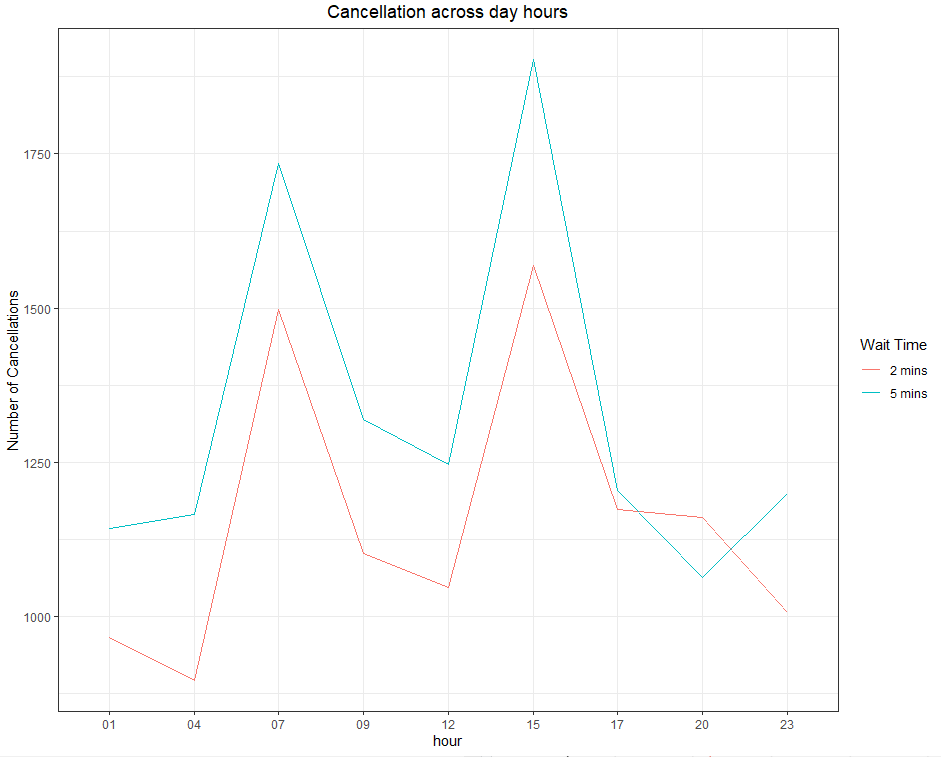 Cancellation across day hours
Number of Cancellations
1750
1500
1250
1000
01 04 07 09 12 15 17 20 23
hour
Wait Time
2 mins
5 mins